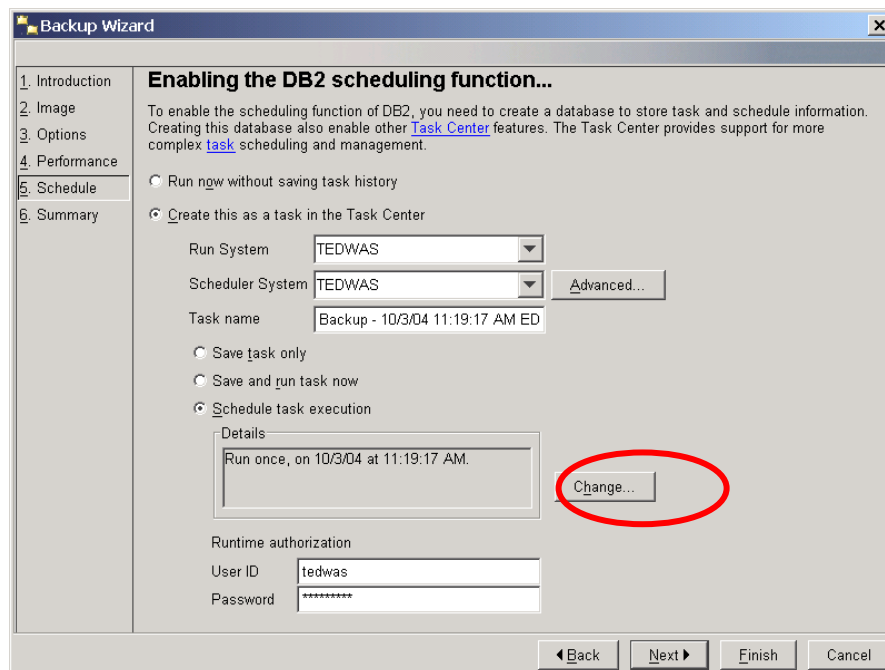 Backup Wizard
1. Introduction
2. Image
3. Options
4. Performance
5. Schedule
6. Summary
Enabling the DB2 scheduling function...
To enable the scheduling function of DB2, you need to create a database to store task and schedule information.
Creating this database also enable other Task Center features. The Task Center provides support for more
complex task scheduling and management.
Run now without saving task history
Create this as a task in the Task Center
Run System TEDWAS
Scheduler System TEDWAS Advanced...
Task name Backup - 10/3/04 11:19:17 AM ED
Save task only
Save and run task now
Schedule task execution
Details
Run once, on 10/3/04 at 11:19:17 AM.
Change...
Runtime authorization
User ID tedwas
Password *********
Back Next Finish Cancel